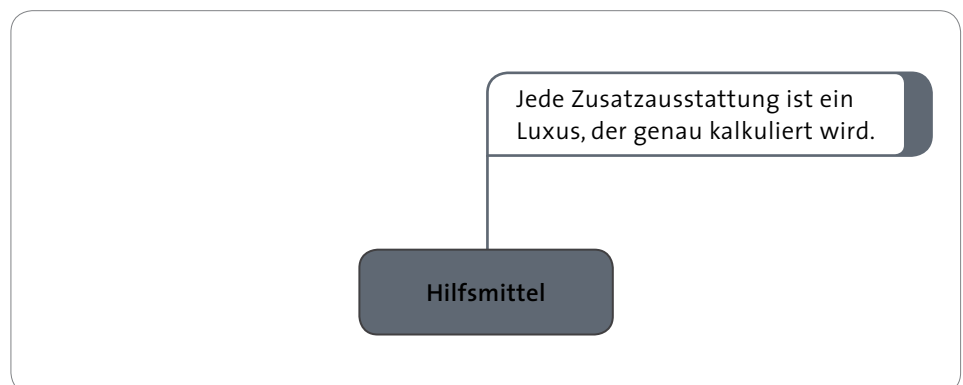 Jede Zusatzausstattung ist ein
Luxus, der genau kalkuliert wird.
Hilfsmittel